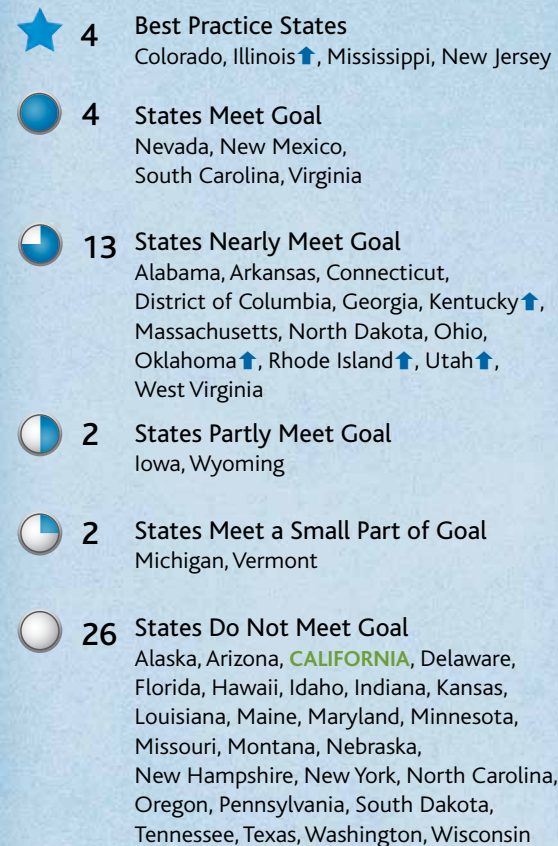 4 Best Practice States
Colorado, Illinois⬆, Mississippi, New Jersey
4 States Meet Goal
Nevada, New Mexico,
South Carolina, Virginia
13 States Nearly Meet Goal
Alabama, Arkansas, Connecticut,
District of Columbia, Georgia, Kentucky⬆,
Massachusetts, North Dakota, Ohio,
Oklahoma⬆, Rhode Island⬆, Utah⬆,
West Virginia
2 States Partly Meet Goal
Iowa, Wyoming
2 States Meet a Small Part of Goal
Michigan, Vermont
26 States Do Not Meet Goal
Alaska, Arizona, CALIFORNIA, Delaware,
Florida, Hawaii, Idaho, Indiana, Kansas,
Louisiana, Maine, Maryland, Minnesota,
Missouri, Montana, Nebraska,
New Hampshire, New York, North Carolina,
Oregon, Pennsylvania, South Dakota,
Tennessee, Texas, Washington, Wisconsin